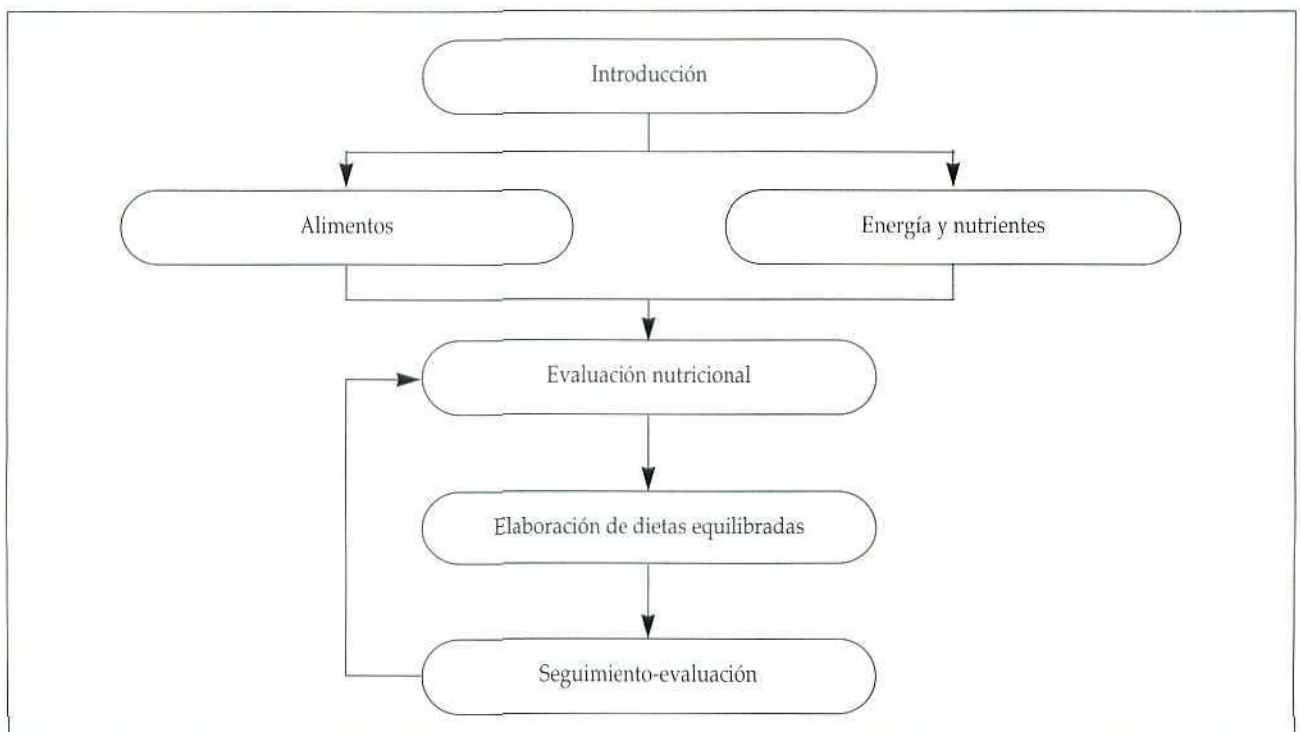 Introducción
Alimentos
Energía y nutrientes
Evaluación nutricional
Elaboración de dietas equilibradas
Seguimiento-evaluación